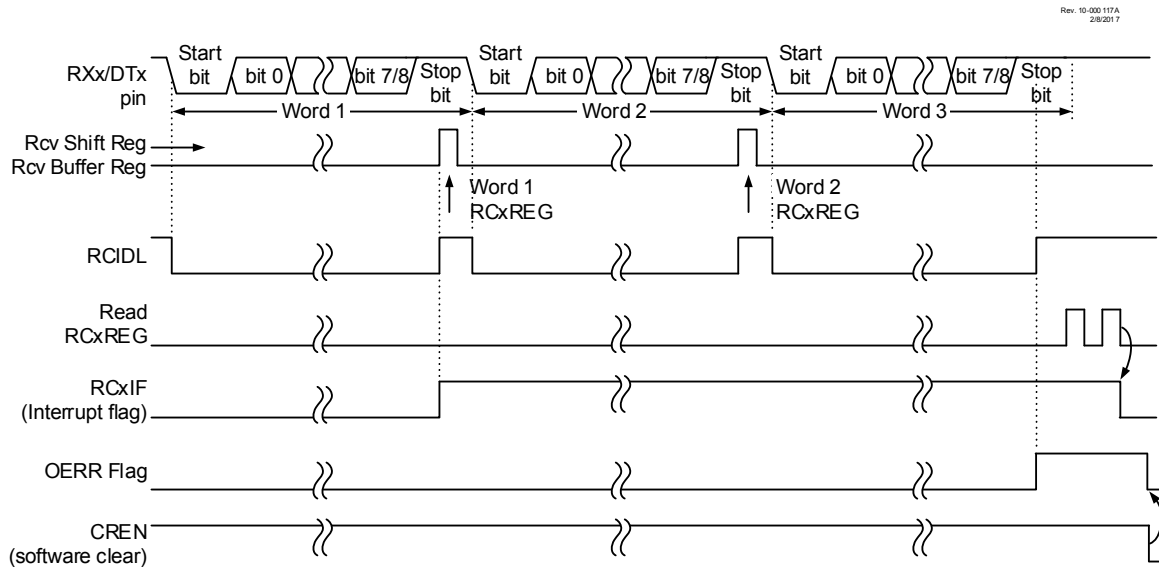 Rev. 10-000 117A
2/8/201 7
RXx/DTx
pin
Start
bit
bit 0
bit 7/8
Stop
bit
Start
bit
bit 0
bit 7/8
Stop
bit
Start
bit
bit 0
bit 7/8
Stop
bit
Word 1
Word 2
Word 3
Rcv Shift Reg
Rcv Buffer Reg
Word 1
RCxREG
Word 2
RCxREG
RCIDL
Read
RCxREG
RCxIF
(Interrupt flag)
OERR Flag
CREN
(software clear)